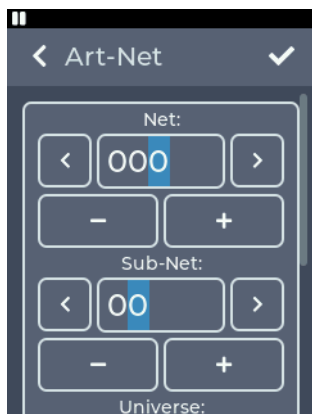 Art-Net
Net:
< 000 >
− +
Sub-Net:
< 00 >
− +
Universe: